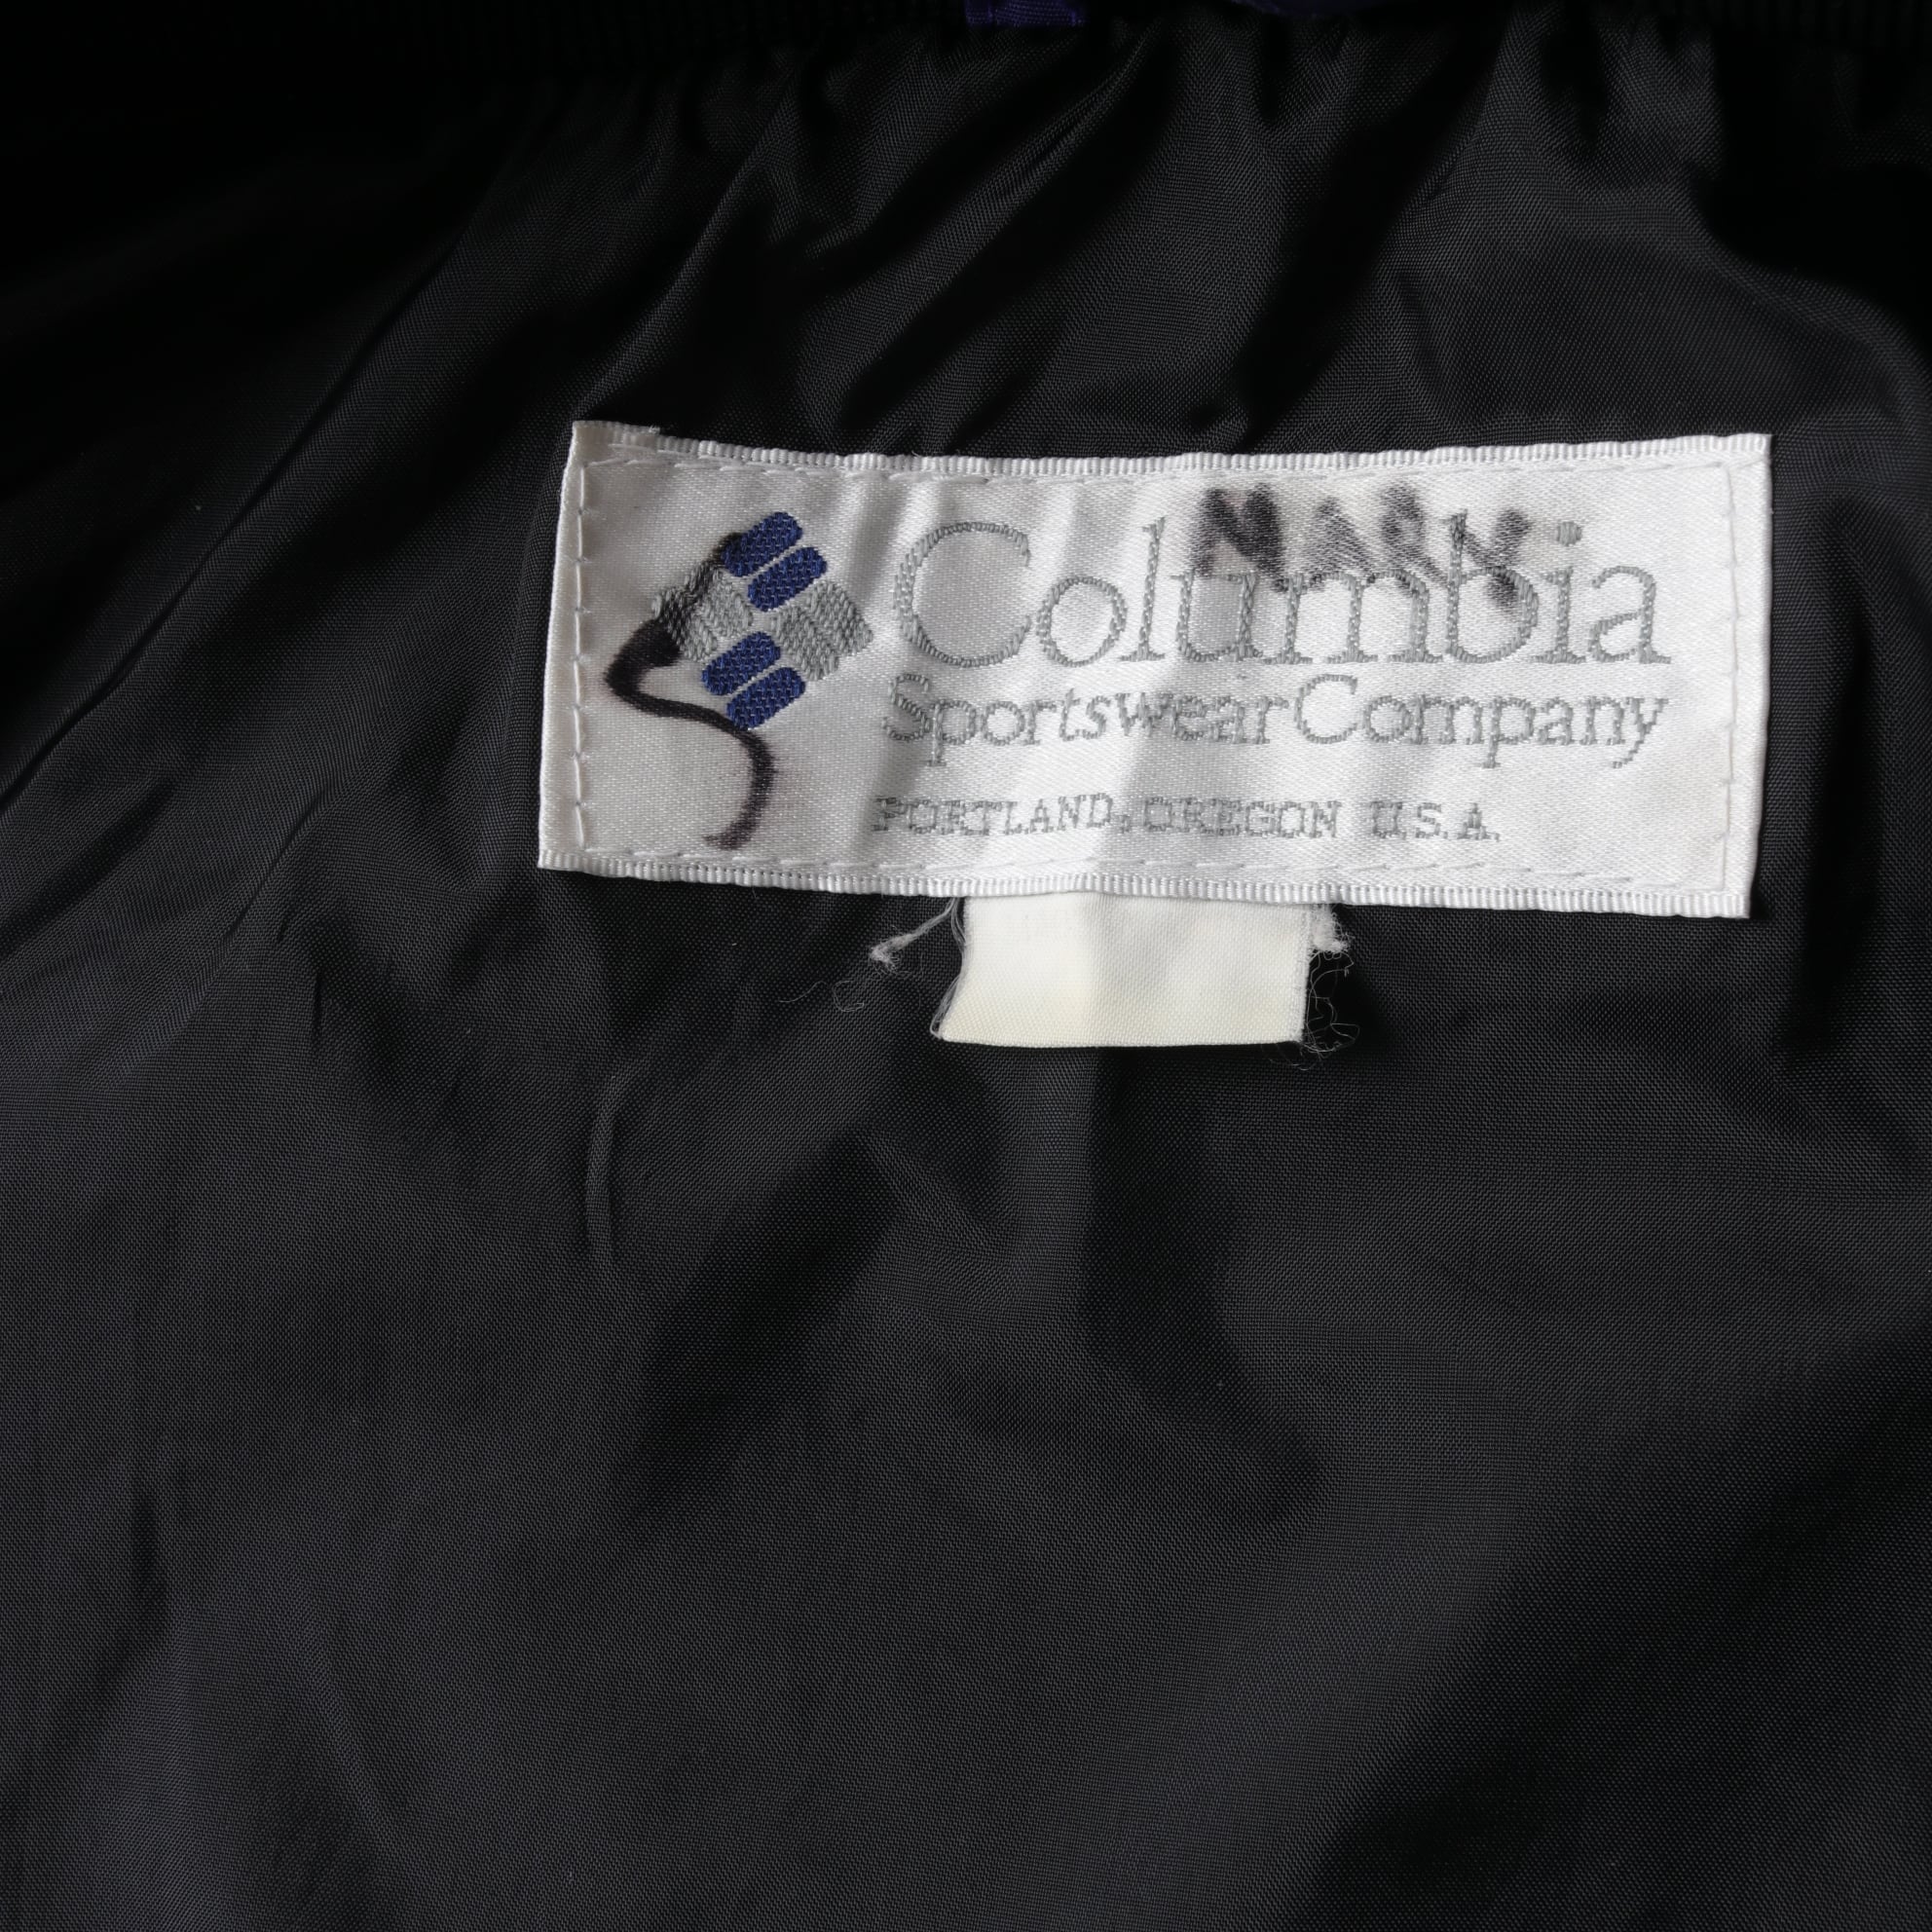 Columbia
Sportswear Company
PORTLAND, OREGON U.S.A.